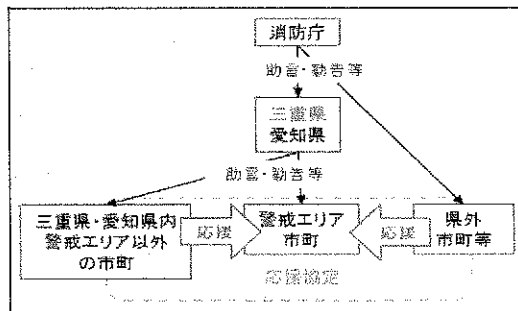 消防庁
助言・勧告等
三重県
愛知県
助言・勧告等
三重県・愛知県内
警戒エリア以外
の市町
応援
警戒エリア
市町
応援
県外
市町等
応援協定